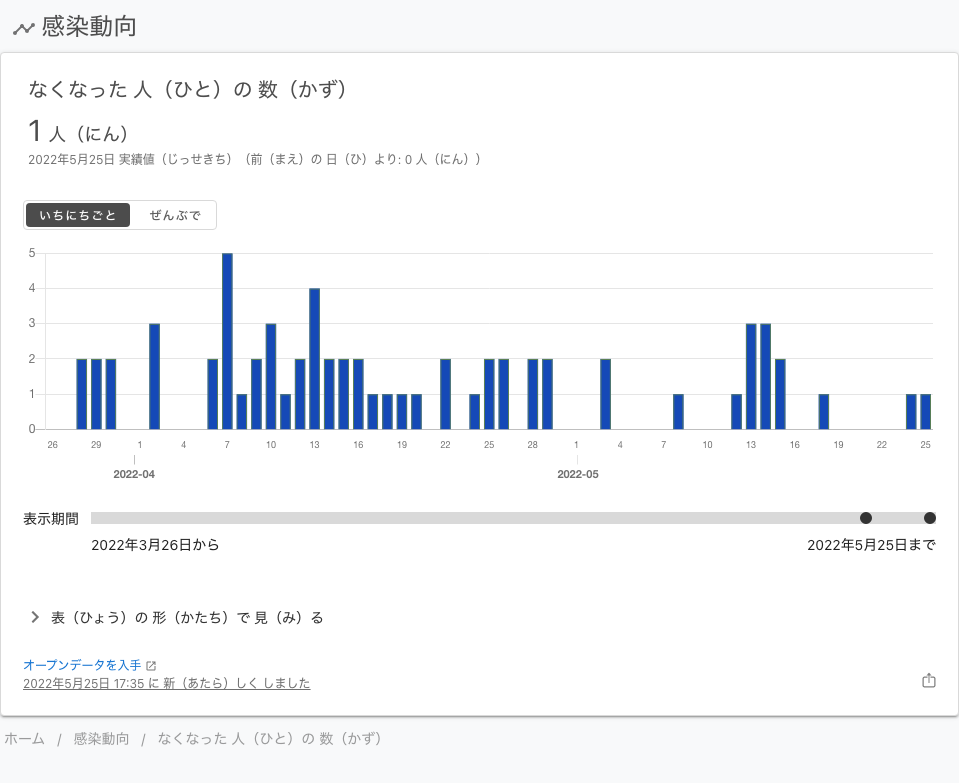 感染動向
なくなった 人（ひと）の 数（かず）
1 人（にん）
2022年5月25日 実績値（じっせきち）（前（まえ）の 日（ひ）より: 0 人（にん））
いちにちごと ぜんぶで
5
4
3
2
1
0
26 29 1 4 7 10 13 16 19 22 25 28 1 4 7 10 13 16 19 22 25
2022-04 2022-05
表示期間
2022年3月26日から 2022年5月25日まで
表（ひょう）の 形（かたち）で 見（み）る
オープンデータを入手
2022年5月25日 17:35 に 新（あたら）しく しました
ホーム / 感染動向 / なくなった 人（ひと）の 数（かず）